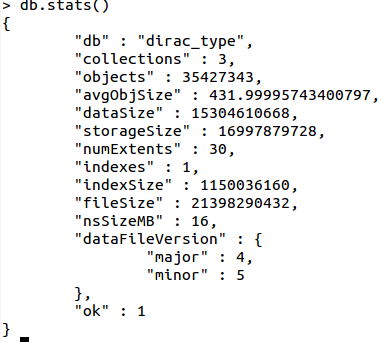 > db.stats()
{
        "db" : "dirac_type",
        "collections" : 3,
        "objects" : 35427343,
        "avgObjSize" : 431.99995743400797,
        "dataSize" : 15304610668,
        "storageSize" : 16997879728,
        "numExtents" : 30,
        "indexes" : 1,
        "indexSize" : 1150036160,
        "fileSize" : 21398290432,
        "nsSizeMB" : 16,
        "dataFileVersion" : {
                "major" : 4,
                "minor" : 5
        },
        "ok" : 1
}